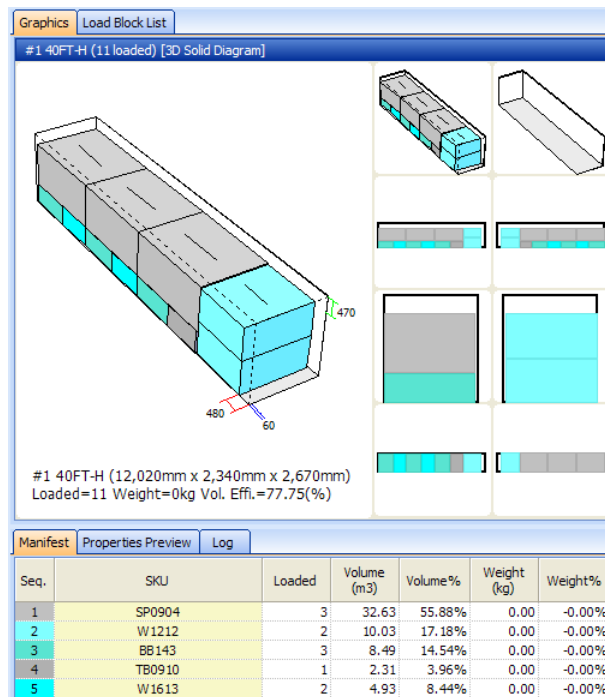 Graphics Load Block List
#1 40FT-H (11 loaded) [3D Solid Diagram]
470
480
60
#1 40FT-H (12,020mm x 2,340mm x 2,670mm)
Loaded=11 Weight=0kg Vol. Effi.=77.75(%)
Manifest Properties Preview Log
Seq. SKU Loaded Volume (m3) Volume% Weight (kg) Weight%
1 SP0904 3 32.63 55.88% 0.00 -0.00%
2 W1212 2 10.03 17.18% 0.00 -0.00%
3 BB143 3 8.49 14.54% 0.00 -0.00%
4 TB0910 1 2.31 3.96% 0.00 -0.00%
5 W1613 2 4.93 8.44% 0.00 -0.00%